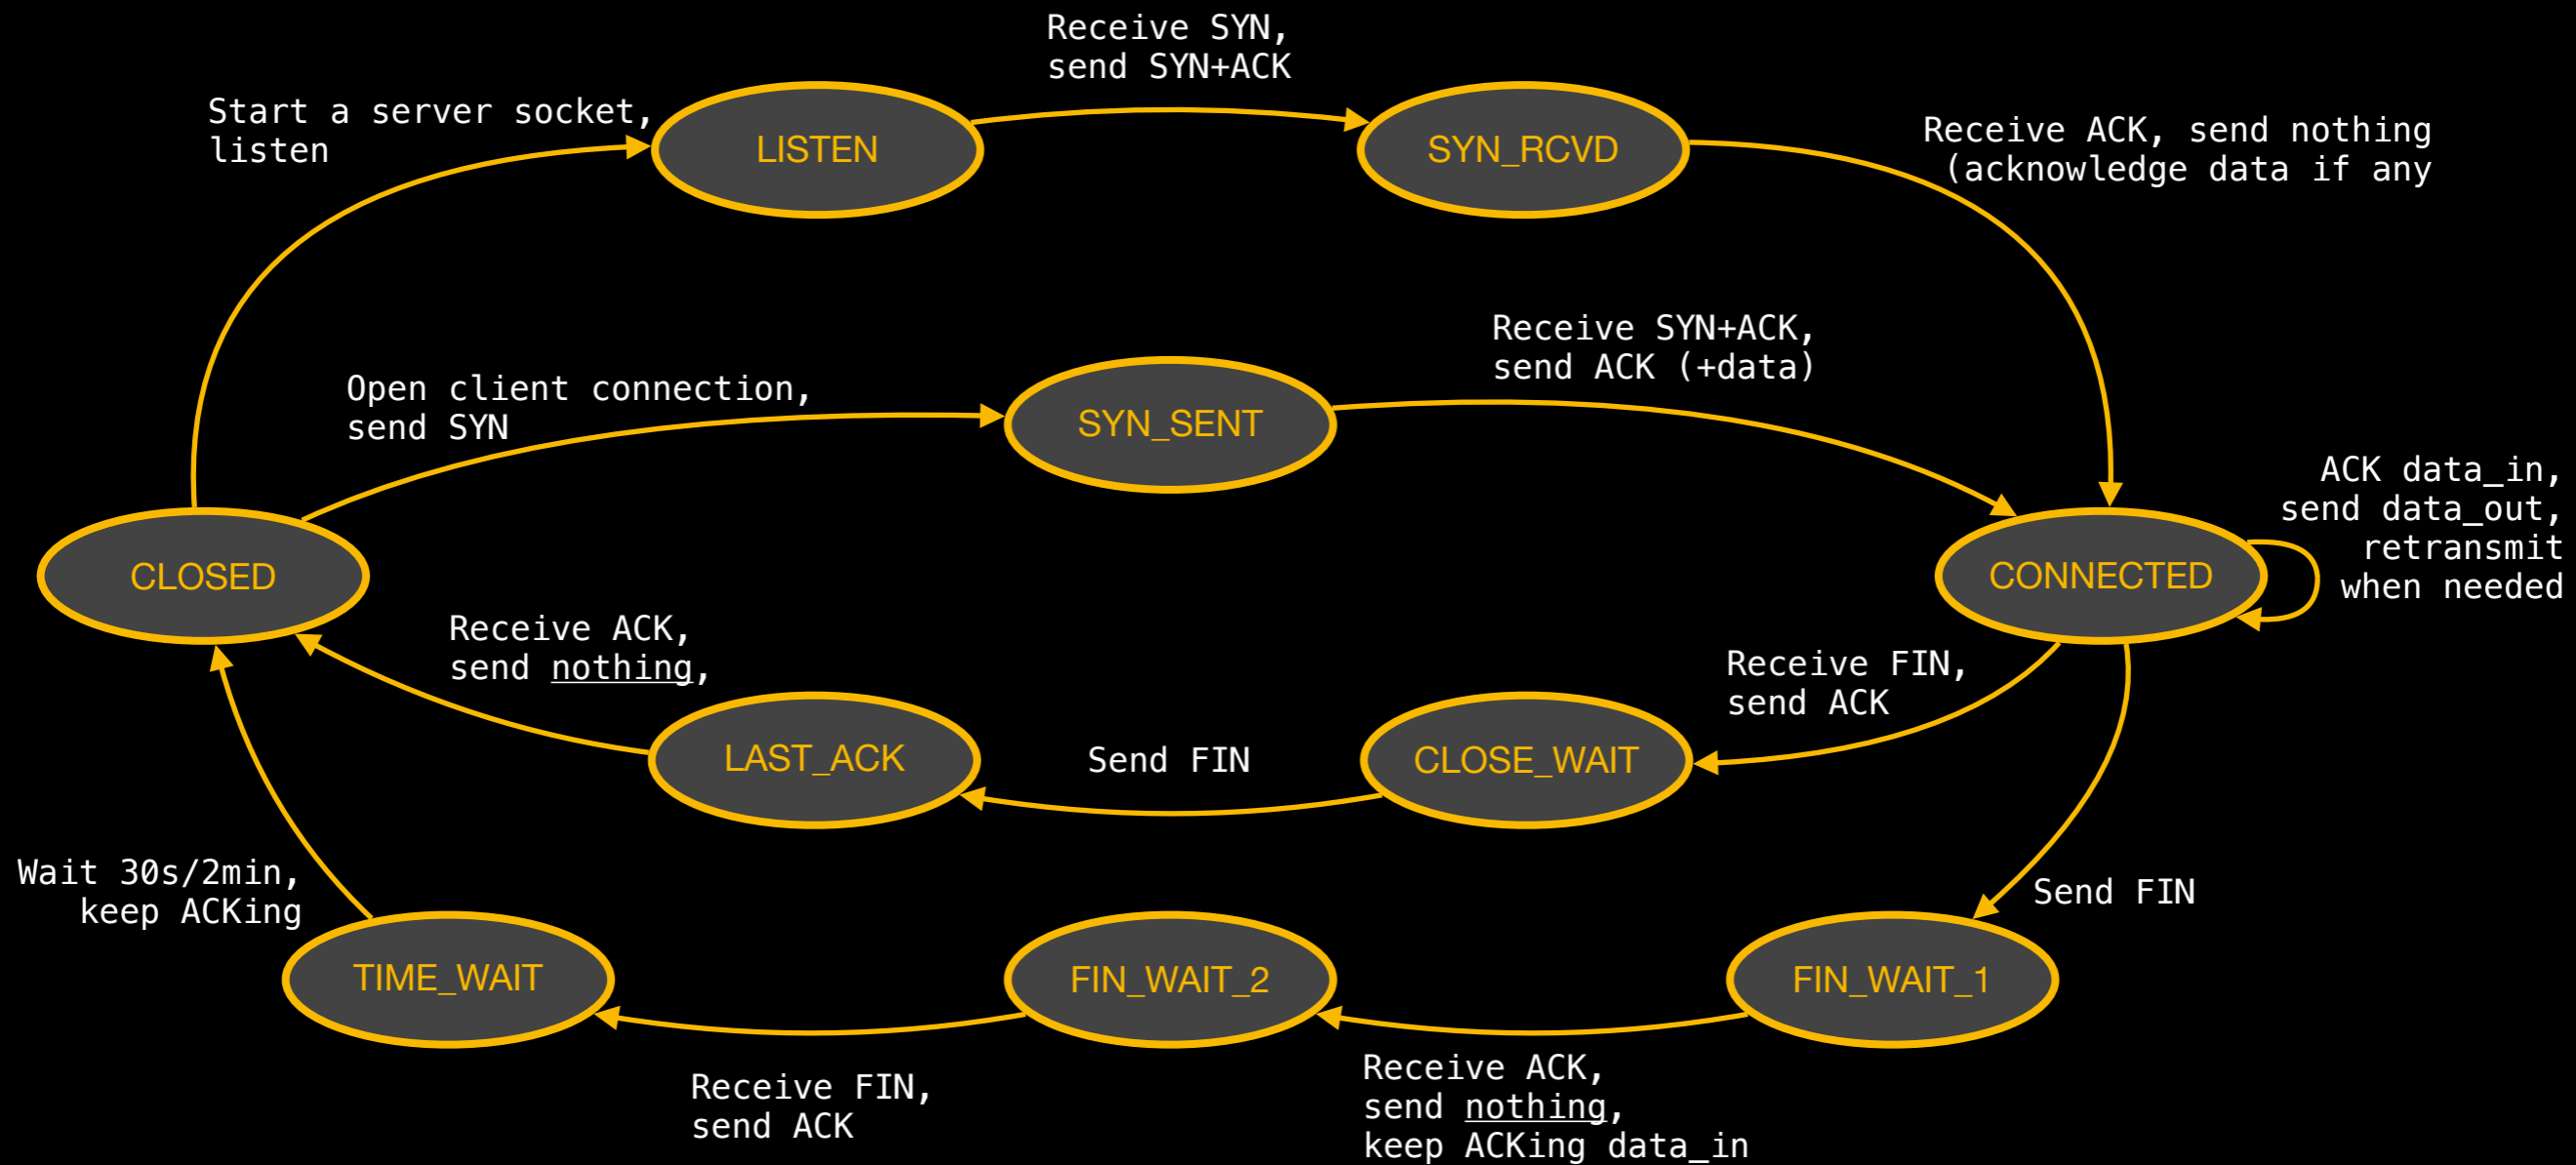 Receive SYN,
send SYN+ACK
Start a server socket,
listen
LISTEN
SYN_RCVD
Receive ACK, send nothing
(acknowledge data if any
Receive SYN+ACK,
send ACK (+data)
Open client connection,
send SYN
SYN_SENT
ACK data_in,
send data_out,
retransmit
when needed
CLOSED
CONNECTED
Receive ACK,
send nothing,
Receive FIN,
send ACK
LAST_ACK
Send FIN
CLOSE_WAIT
Wait 30s/2min,
keep ACKing
Send FIN
TIME_WAIT
FIN_WAIT_2
FIN_WAIT_1
Receive FIN,
send ACK
Receive ACK,
send nothing,
keep ACKing data_in